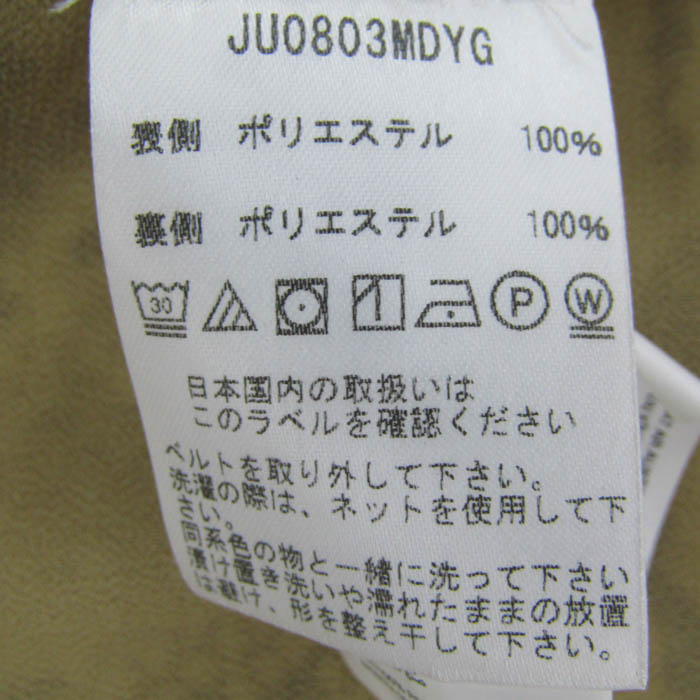 JU0803MDYG
表側 ポリエステル 100%
裏側 ポリエステル 100%
30 P W
日本国内の取扱いは
このラベルを確認ください
ベルトを取り外して下さい。
洗濯の際は、ネットを使用して下
さい。
同系色の物と一緒に洗って下さい
漬け置き洗いや濡れたままの放置
は避け、形を整え干して下さい。